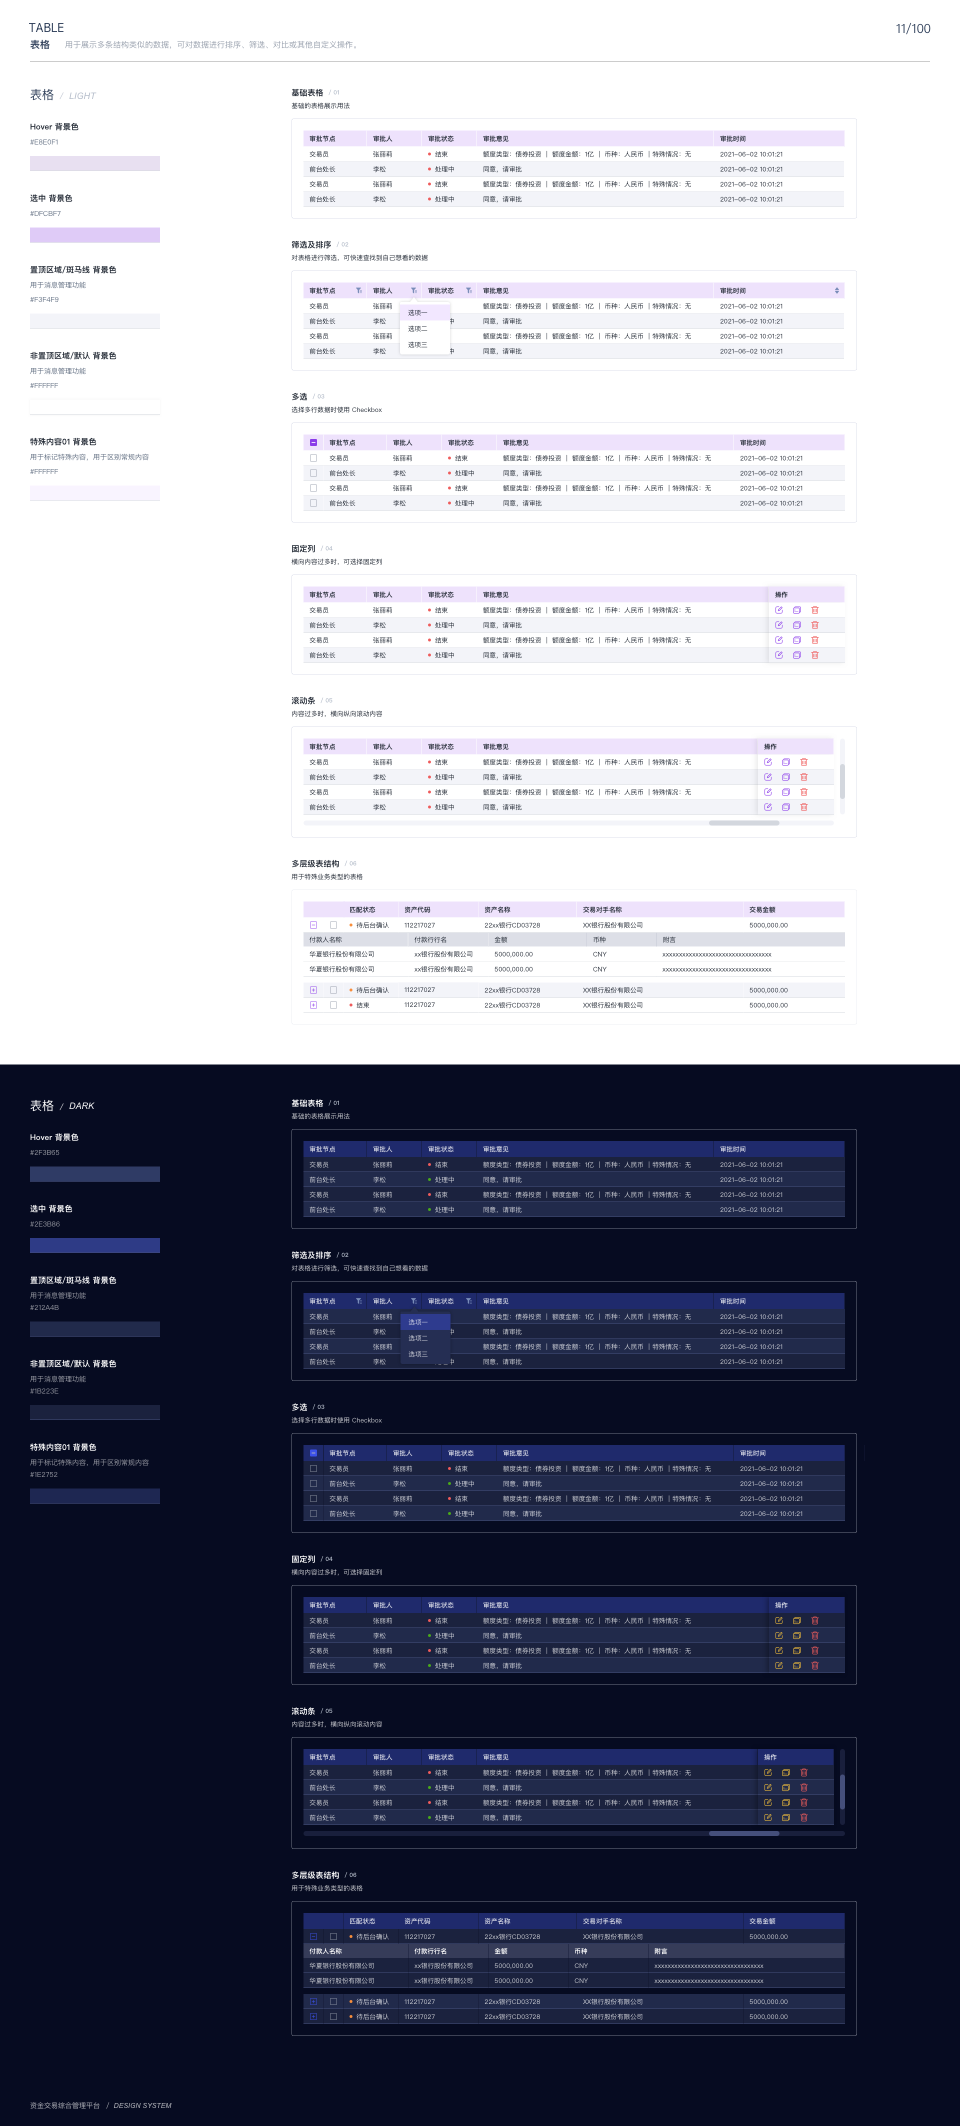 TABLE
11/100
表格 用于展示多条结构类似的数据，可对数据进行排序、筛选、对比或其他自定义操作。
表格 / LIGHT
Hover 背景色
#E8E0F1
选中 背景色
#DFCBF7
置顶区域/斑马线 背景色
用于消息管理功能
#F3F4F9
非置顶区域/默认 背景色
用于消息管理功能
#FFFFFF
特殊内容01 背景色
用于标记特殊内容，用于区别常规内容
#FFFFFF
基础表格 / 01
基础的表格展示用法
审批节点 审批人 审批状态 审批意见 审批时间
交易员 张丽莉 结束 额度类型：债券投资 | 额度金额：1亿 | 币种：人民币 | 特殊情况：无 2021-06-02 10:01:21
前台处长 李松 处理中 同意，请审批 2021-06-02 10:01:21
交易员 张丽莉 结束 额度类型：债券投资 | 额度金额：1亿 | 币种：人民币 | 特殊情况：无 2021-06-02 10:01:21
前台处长 李松 处理中 同意，请审批 2021-06-02 10:01:21
筛选及排序 / 02
对表格进行筛选，可快速查找到自己想看的数据
审批节点 审批人 审批状态 审批意见 审批时间
交易员 张丽莉 额度类型：债券投资 | 额度金额：1亿 | 币种：人民币 | 特殊情况：无 2021-06-02 10:01:21
前台处长 李松 中 同意，请审批 2021-06-02 10:01:21
交易员 张丽莉 额度类型：债券投资 | 额度金额：1亿 | 币种：人民币 | 特殊情况：无 2021-06-02 10:01:21
前台处长 李松 同意，请审批 2021-06-02 10:01:21
选项一
选项二
选项三
多选 / 03
选择多行数据时使用 Checkbox
审批节点 审批人 审批状态 审批意见 审批时间
交易员 张丽莉 结束 额度类型：债券投资 | 额度金额：1亿 | 币种：人民币 | 特殊情况：无 2021-06-02 10:01:21
前台处长 李松 处理中 同意，请审批 2021-06-02 10:01:21
交易员 张丽莉 结束 额度类型：债券投资 | 额度金额：1亿 | 币种：人民币 | 特殊情况：无 2021-06-02 10:01:21
前台处长 李松 处理中 同意，请审批 2021-06-02 10:01:21
固定列 / 04
横向内容过多时，可选择固定列
审批节点 审批人 审批状态 审批意见 操作
交易员 张丽莉 结束 额度类型：债券投资 | 额度金额：1亿 | 币种：人民币 | 特殊情况：无
前台处长 李松 处理中 同意，请审批
交易员 张丽莉 结束 额度类型：债券投资 | 额度金额：1亿 | 币种：人民币 | 特殊情况：无
前台处长 李松 处理中 同意，请审批
滚动条 / 05
内容过多时，横向纵向滚动内容
审批节点 审批人 审批状态 审批意见 操作
交易员 张丽莉 结束 额度类型：债券投资 | 额度金额：1亿 | 币种：人民币 | 特殊情况：无
前台处长 李松 处理中 同意，请审批
交易员 张丽莉 结束 额度类型：债券投资 | 额度金额：1亿 | 币种：人民币 | 特殊情况：无
前台处长 李松 处理中 同意，请审批
多层级表结构 / 06
用于特殊业务类型的表格
匹配状态 资产代码 资产名称 交易对手名称 交易金额
待后台确认 112217027 22xx银行CD03728 XX银行股份有限公司 5000,000.00
付款人名称 付款行行名 金额 币种 附言
华夏银行股份有限公司 xx银行股份有限公司 5000,000.00 CNY xxxxxxxxxxxxxxxxxxxxxxxxxxxxxxxxx
华夏银行股份有限公司 xx银行股份有限公司 5000,000.00 CNY xxxxxxxxxxxxxxxxxxxxxxxxxxxxxxxxx
待后台确认 112217027 22xx银行CD03728 XX银行股份有限公司 5000,000.00
结束 112217027 22xx银行CD03728 XX银行股份有限公司 5000,000.00
表格 / DARK
Hover 背景色
#2F3B65
选中 背景色
#2E3B86
置顶区域/斑马线 背景色
用于消息管理功能
#212A4B
非置顶区域/默认 背景色
用于消息管理功能
#1B223E
特殊内容01 背景色
用于标记特殊内容，用于区别常规内容
#1E2752
基础表格 / 01
基础的表格展示用法
审批节点 审批人 审批状态 审批意见 审批时间
交易员 张丽莉 结束 额度类型：债券投资 | 额度金额：1亿 | 币种：人民币 | 特殊情况：无 2021-06-02 10:01:21
前台处长 李松 处理中 同意，请审批 2021-06-02 10:01:21
交易员 张丽莉 结束 额度类型：债券投资 | 额度金额：1亿 | 币种：人民币 | 特殊情况：无 2021-06-02 10:01:21
前台处长 李松 处理中 同意，请审批 2021-06-02 10:01:21
筛选及排序 / 02
对表格进行筛选，可快速查找到自己想看的数据
审批节点 审批人 审批状态 审批意见 审批时间
交易员 张丽莉 额度类型：债券投资 | 额度金额：1亿 | 币种：人民币 | 特殊情况：无 2021-06-02 10:01:21
前台处长 李松 中 同意，请审批 2021-06-02 10:01:21
交易员 张丽莉 额度类型：债券投资 | 额度金额：1亿 | 币种：人民币 | 特殊情况：无 2021-06-02 10:01:21
前台处长 李松 同意，请审批 2021-06-02 10:01:21
选项一
选项二
选项三
多选 / 03
选择多行数据时使用 Checkbox
审批节点 审批人 审批状态 审批意见 审批时间
交易员 张丽莉 结束 额度类型：债券投资 | 额度金额：1亿 | 币种：人民币 | 特殊情况：无 2021-06-02 10:01:21
前台处长 李松 处理中 同意，请审批 2021-06-02 10:01:21
交易员 张丽莉 结束 额度类型：债券投资 | 额度金额：1亿 | 币种：人民币 | 特殊情况：无 2021-06-02 10:01:21
前台处长 李松 处理中 同意，请审批 2021-06-02 10:01:21
固定列 / 04
横向内容过多时，可选择固定列
审批节点 审批人 审批状态 审批意见 操作
交易员 张丽莉 结束 额度类型：债券投资 | 额度金额：1亿 | 币种：人民币 | 特殊情况：无
前台处长 李松 处理中 同意，请审批
交易员 张丽莉 结束 额度类型：债券投资 | 额度金额：1亿 | 币种：人民币 | 特殊情况：无
前台处长 李松 处理中 同意，请审批
滚动条 / 05
内容过多时，横向纵向滚动内容
审批节点 审批人 审批状态 审批意见 操作
交易员 张丽莉 结束 额度类型：债券投资 | 额度金额：1亿 | 币种：人民币 | 特殊情况：无
前台处长 李松 处理中 同意，请审批
交易员 张丽莉 结束 额度类型：债券投资 | 额度金额：1亿 | 币种：人民币 | 特殊情况：无
前台处长 李松 处理中 同意，请审批
多层级表结构 / 06
用于特殊业务类型的表格
匹配状态 资产代码 资产名称 交易对手名称 交易金额
待后台确认 112217027 22xx银行CD03728 XX银行股份有限公司 5000,000.00
付款人名称 付款行行名 金额 币种 附言
华夏银行股份有限公司 xx银行股份有限公司 5000,000.00 CNY xxxxxxxxxxxxxxxxxxxxxxxxxxxxxxxxx
华夏银行股份有限公司 xx银行股份有限公司 5000,000.00 CNY xxxxxxxxxxxxxxxxxxxxxxxxxxxxxxxxx
待后台确认 112217027 22xx银行CD03728 XX银行股份有限公司 5000,000.00
待后台确认 112217027 22xx银行CD03728 XX银行股份有限公司 5000,000.00
资金交易综合管理平台 / DESIGN SYSTEM